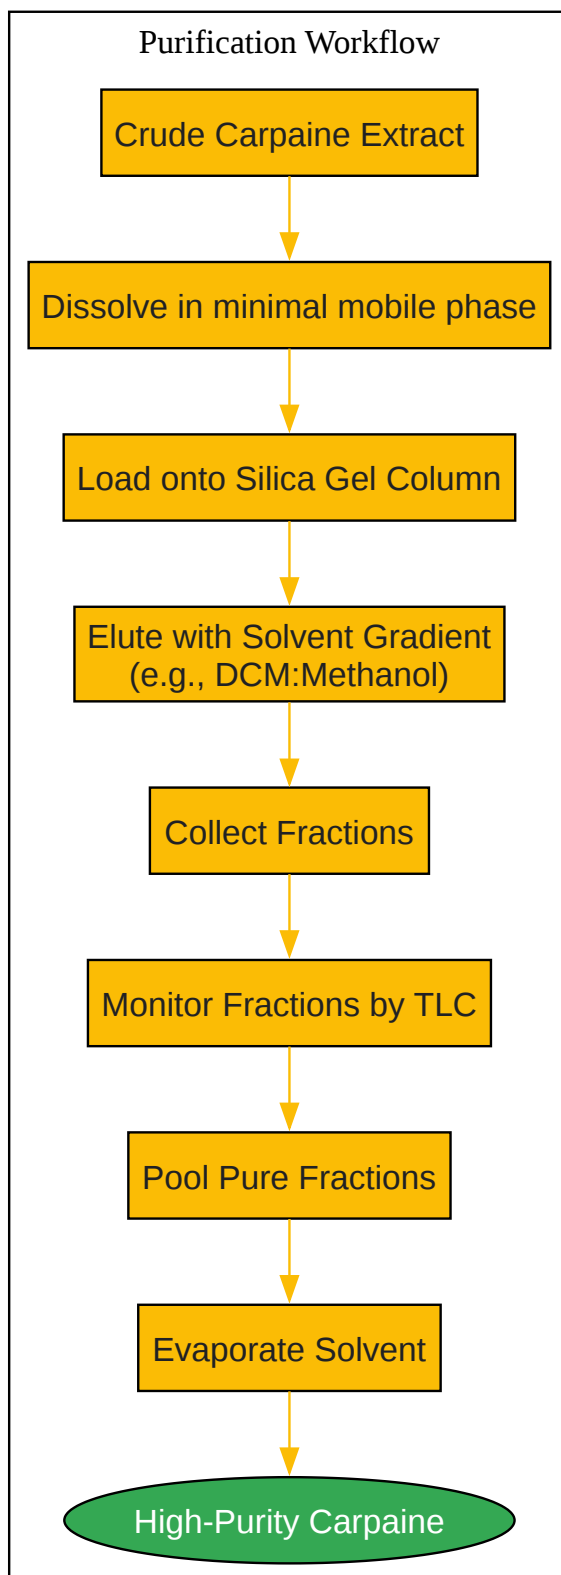 Purification Workflow
Crude Carpaine Extract
Dissolve in minimal mobile phase
Load onto Silica Gel Column
Elute with Solvent Gradient
(e.g., DCM:Methanol)
Collect Fractions
Monitor Fractions by TLC
Pool Pure Fractions
Evaporate Solvent
High-Purity Carpaine